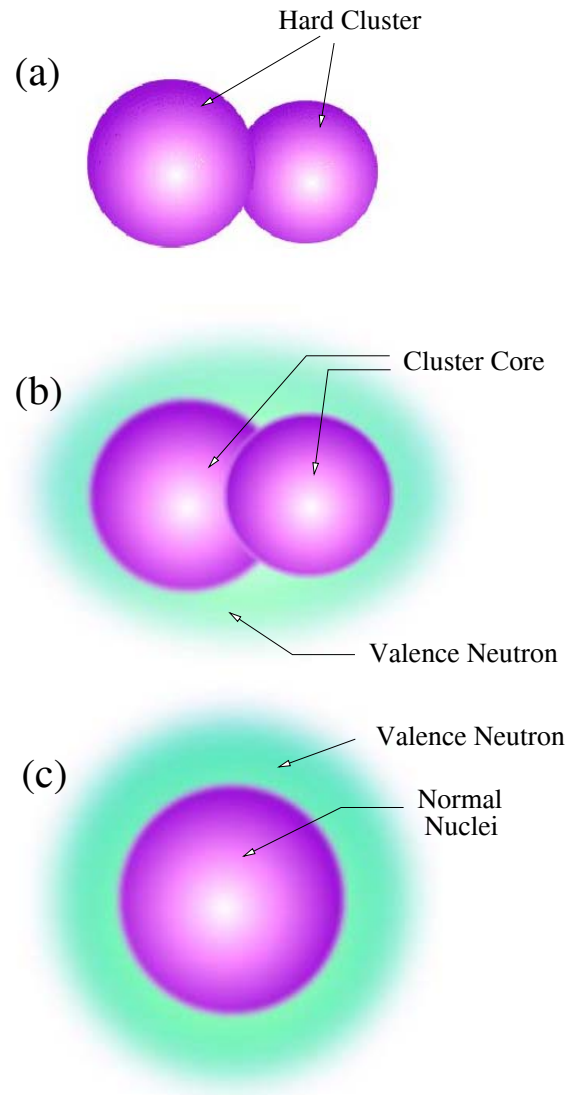 Hard Cluster
(a)
Cluster Core
(b)
Valence Neutron
Valence Neutron
(c)
Normal
Nuclei